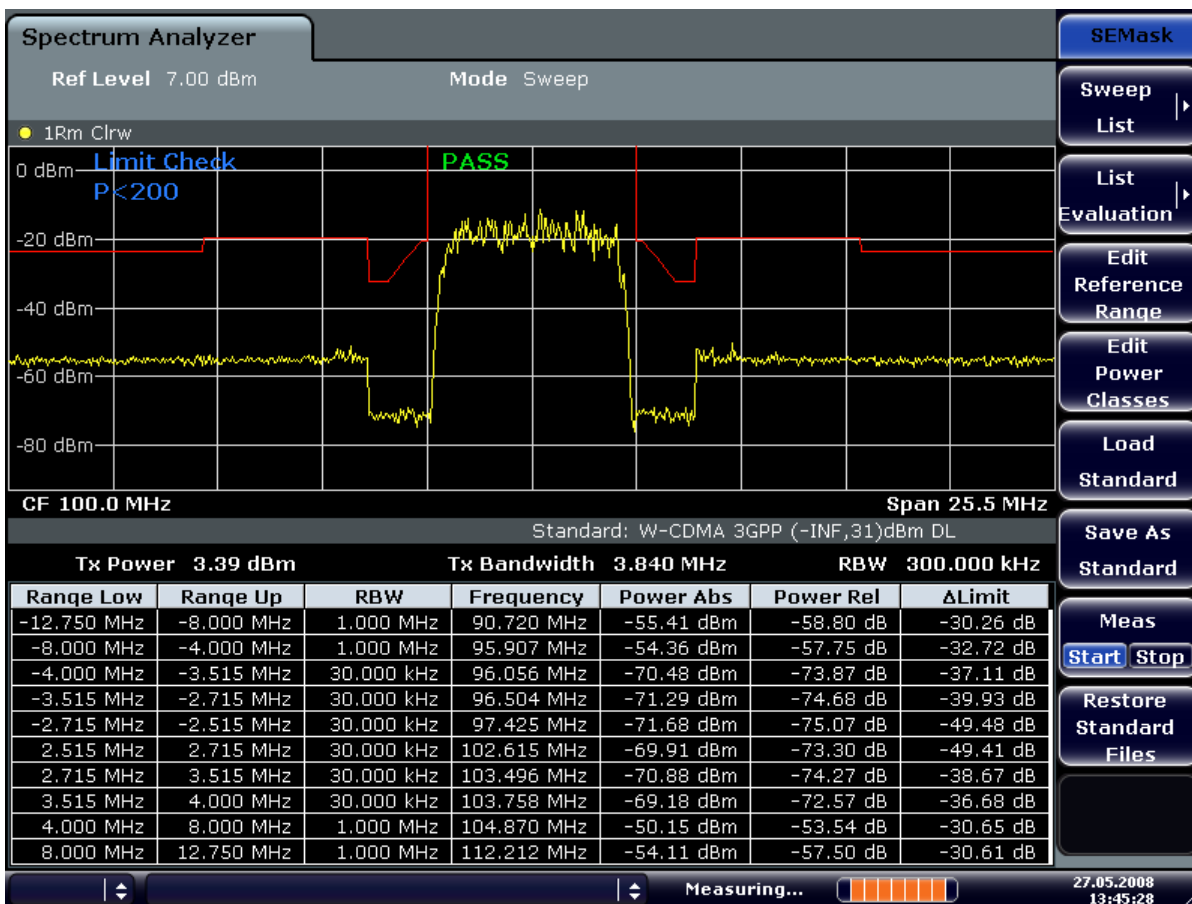 Spectrum Analyzer
SEMask
Ref Level 7.00 dBm Mode Sweep
Sweep
List
1Rm Clrw
Limit Check PASS
P<200
0 dBm
-20 dBm
-40 dBm
-60 dBm
-80 dBm
List
Evaluation
Edit
Reference
Range
Edit
Power
Classes
Load
Standard
CF 100.0 MHz Span 25.5 MHz
Standard: W-CDMA 3GPP (-INF,31)dBm DL
Save As
Standard
Tx Power 3.39 dBm Tx Bandwidth 3.840 MHz RBW 300.000 kHz
Range Low Range Up RBW Frequency Power Abs Power Rel ΔLimit
-12.750 MHz -8.000 MHz 1.000 MHz 90.720 MHz -55.41 dBm -58.80 dB -30.26 dB
-8.000 MHz -4.000 MHz 1.000 MHz 95.907 MHz -54.36 dBm -57.75 dB -32.72 dB
-4.000 MHz -3.515 MHz 30.000 kHz 96.056 MHz -70.48 dBm -73.87 dB -37.11 dB
-3.515 MHz -2.715 MHz 30.000 kHz 96.504 MHz -71.29 dBm -74.68 dB -39.93 dB
-2.715 MHz -2.515 MHz 30.000 kHz 97.425 MHz -71.68 dBm -75.07 dB -49.48 dB
2.515 MHz 2.715 MHz 30.000 kHz 102.615 MHz -69.91 dBm -73.30 dB -49.41 dB
2.715 MHz 3.515 MHz 30.000 kHz 103.496 MHz -70.88 dBm -74.27 dB -38.67 dB
3.515 MHz 4.000 MHz 30.000 kHz 103.758 MHz -69.18 dBm -72.57 dB -36.68 dB
4.000 MHz 8.000 MHz 1.000 MHz 104.870 MHz -50.15 dBm -53.54 dB -30.65 dB
8.000 MHz 12.750 MHz 1.000 MHz 112.212 MHz -54.11 dBm -57.50 dB -30.61 dB
Meas
Start Stop
Restore
Standard
Files
Measuring...
27.05.2008
13:45:28